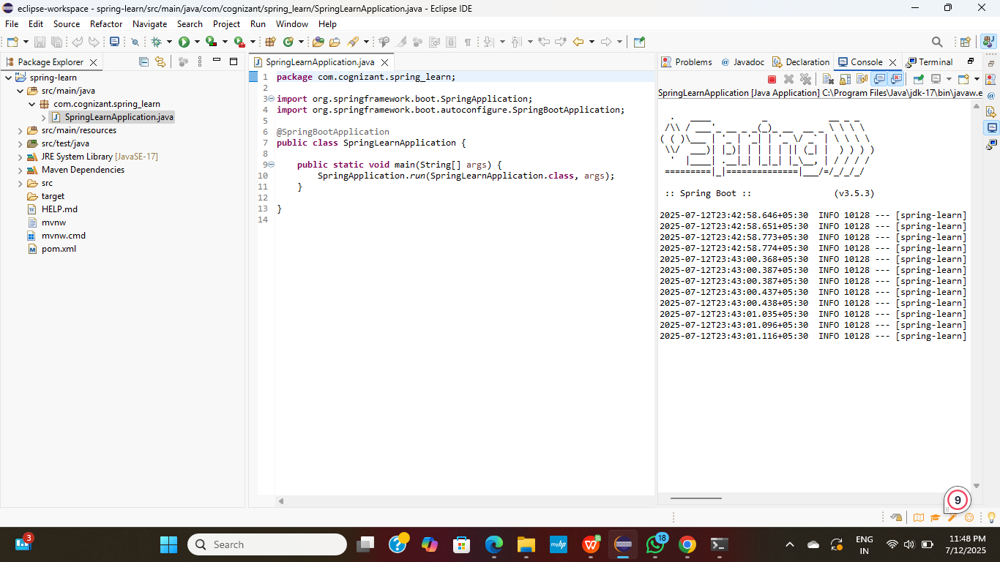 eclipse-workspace - spring-learn/src/main/java/com/cognizant/spring_learn/SpringLearnApplication.java - Eclipse IDE
File Edit Source Refactor Navigate Search Project Run Window Help
Package Explorer
spring-learn
src/main/java
com.cognizant.spring_learn
SpringLearnApplication.java
src/main/resources
src/test/java
JRE System Library [JavaSE-17]
Maven Dependencies
src
target
HELP.md
mvnw
mvnw.cmd
pom.xml
SpringLearnApplication.java
1 package com.cognizant.spring_learn;
2
3 import org.springframework.boot.SpringApplication;
4 import org.springframework.boot.autoconfigure.SpringBootApplication;
5
6 @SpringBootApplication
7 public class SpringLearnApplication {
8
9 public static void main(String[] args) {
10 SpringApplication.run(SpringLearnApplication.class, args);
11 }
12
13 }
14
Problems Javadoc Declaration Console Terminal
SpringLearnApplication [Java Application] C:\Program Files\Java\jdk-17\bin\javaw.e
Spring
:: Spring Boot :: (v3.5.3)
2025-07-12T23:42:58.646+05:30 INFO 10128 --- [spring-learn]
2025-07-12T23:42:58.651+05:30 INFO 10128 --- [spring-learn]
2025-07-12T23:42:58.773+05:30 INFO 10128 --- [spring-learn]
2025-07-12T23:42:58.774+05:30 INFO 10128 --- [spring-learn]
2025-07-12T23:43:00.368+05:30 INFO 10128 --- [spring-learn]
2025-07-12T23:43:00.387+05:30 INFO 10128 --- [spring-learn]
2025-07-12T23:43:00.387+05:30 INFO 10128 --- [spring-learn]
2025-07-12T23:43:00.437+05:30 INFO 10128 --- [spring-learn]
2025-07-12T23:43:00.438+05:30 INFO 10128 --- [spring-learn]
2025-07-12T23:43:01.035+05:30 INFO 10128 --- [spring-learn]
2025-07-12T23:43:01.096+05:30 INFO 10128 --- [spring-learn]
2025-07-12T23:43:01.116+05:30 INFO 10128 --- [spring-learn]
9
3
Search
myhp
18
ENG
IN
11:48 PM
7/12/2025